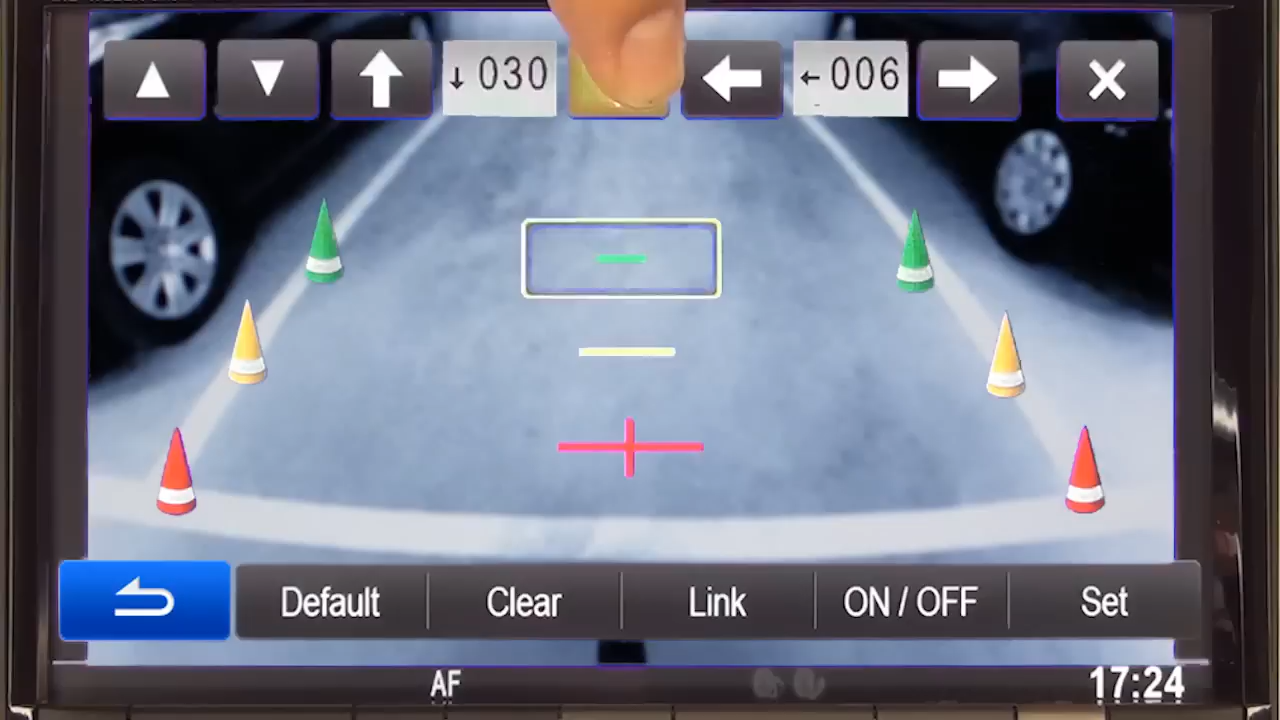 ↓ 030
← 006
Default
Clear
Link
ON / OFF
Set
AF
17:24